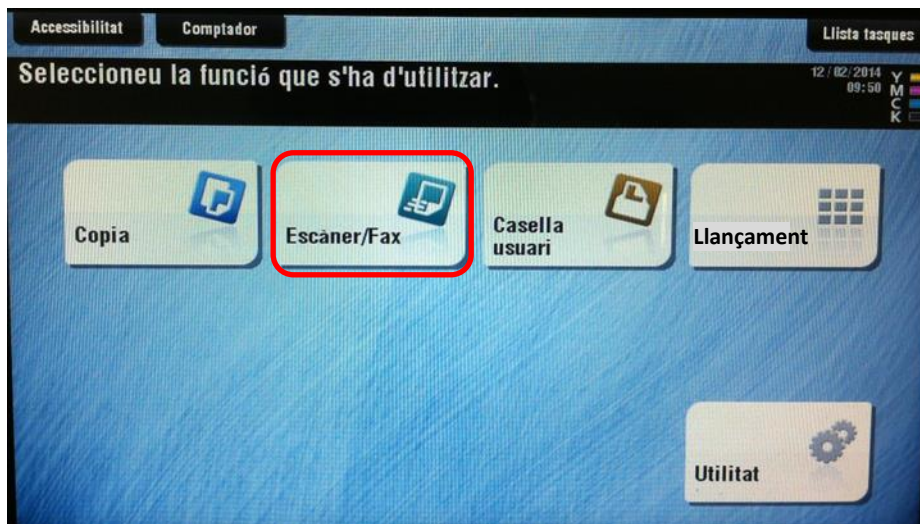 Accessibilitat
Comptador
Llista tasques
Seleccioneu la funció que s'ha d'utilitzar.
12/02/2014
09:50
Y
M
C
K
Copia
Escàner/Fax
Casella
usuari
Llançament
Utilitat